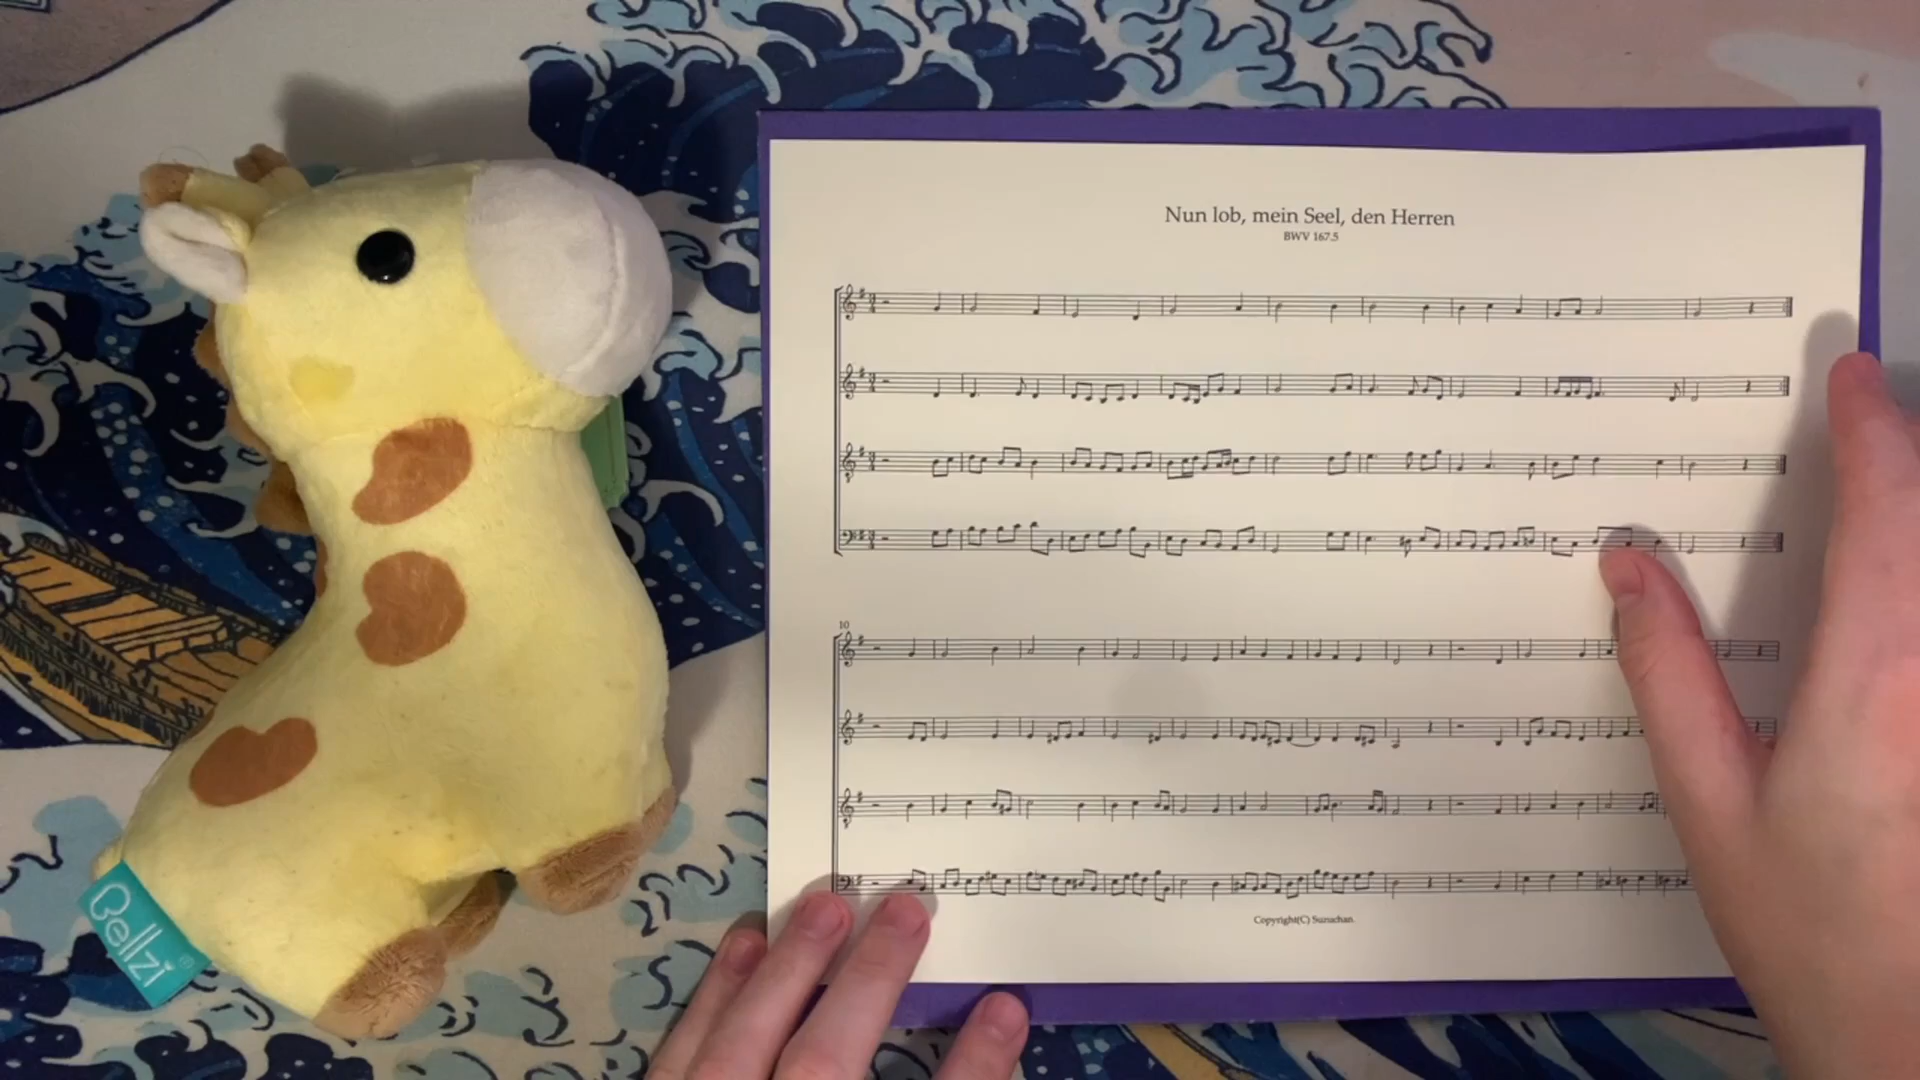 Nun lob, mein Seel, den Herren
BWV 167.5
10
Copyright(C) Suzuchan.
Bellzi